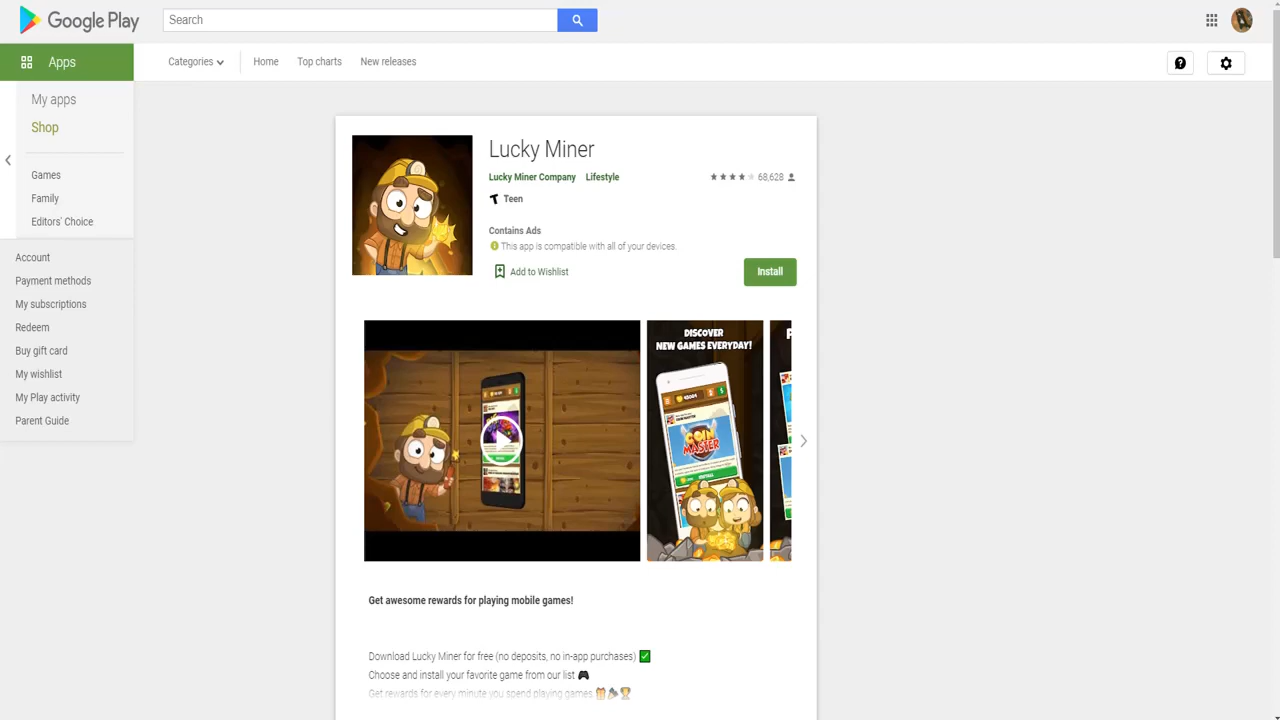 Google Play
Search
Apps
Categories
Home
Top charts
New releases
My apps
Shop
Games
Family
Editors' Choice
Account
Payment methods
My subscriptions
Redeem
Buy gift card
My wishlist
My Play activity
Parent Guide
Lucky Miner
Lucky Miner Company Lifestyle
68,628
Teen
Contains Ads
This app is compatible with all of your devices.
Add to Wishlist
Install
DISCOVER
NEW GAMES EVERYDAY!
COIN
MASTER
Get awesome rewards for playing mobile games!
Download Lucky Miner for free (no deposits, no in-app purchases) ✅
Choose and install your favorite game from our list 🎮
Get rewards for every minute you spend playing games 🎁🎉🏆